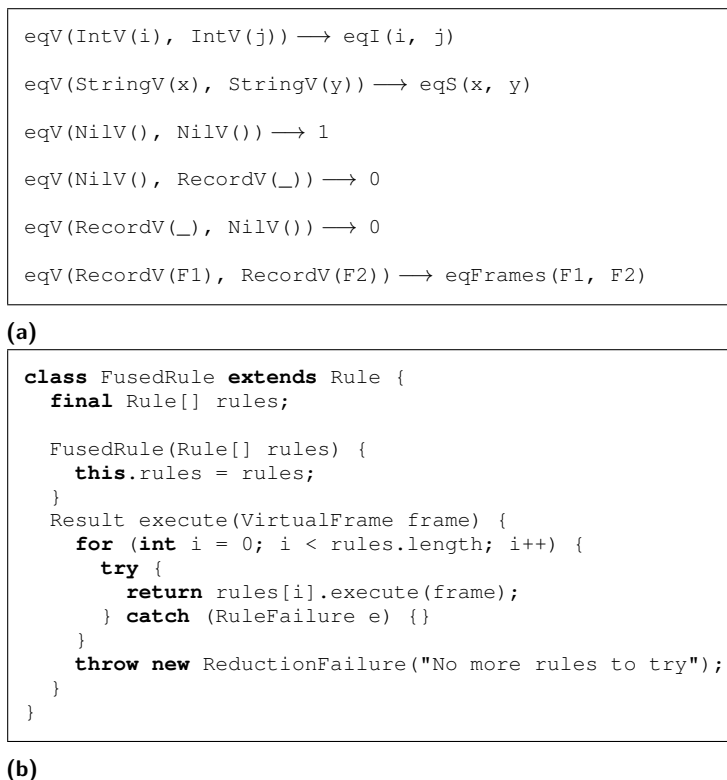 eqV(IntV(i), IntV(j)) ⟶ eqI(i, j)
eqV(StringV(x), StringV(y)) ⟶ eqS(x, y)
eqV(NilV(), NilV()) ⟶ 1
eqV(NilV(), RecordV(_)) ⟶ 0
eqV(RecordV(_), NilV()) ⟶ 0
eqV(RecordV(F1), RecordV(F2)) ⟶ eqFrames(F1, F2)
(a)
class FusedRule extends Rule {
final Rule[] rules;
FusedRule(Rule[] rules) {
this.rules = rules;
}
Result execute(VirtualFrame frame) {
for (int i = 0; i < rules.length; i++) {
try {
return rules[i].execute(frame);
} catch (RuleFailure e) {}
}
throw new ReductionFailure("No more rules to try");
}
}
(b)